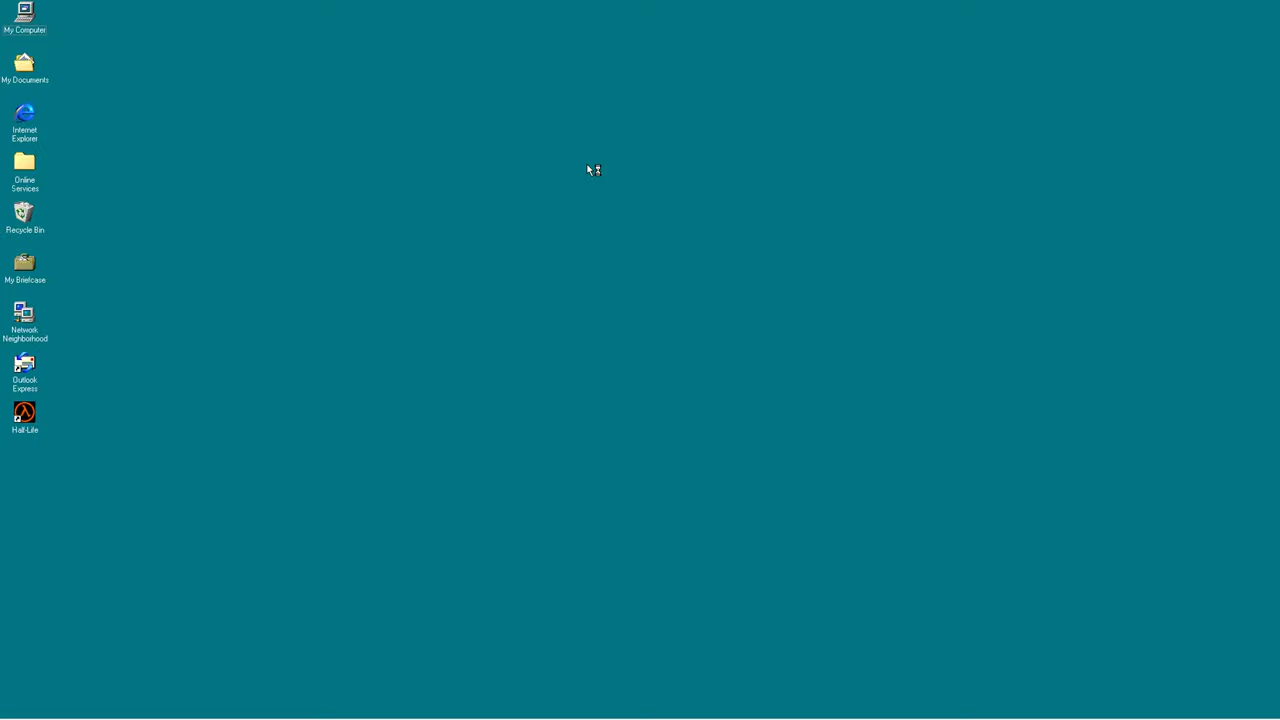 My Computer
My Documents
Internet
Explorer
Online
Services
Recycle Bin
My Briefcase
Network
Neighborhood
Outlook
Express
Half-Life